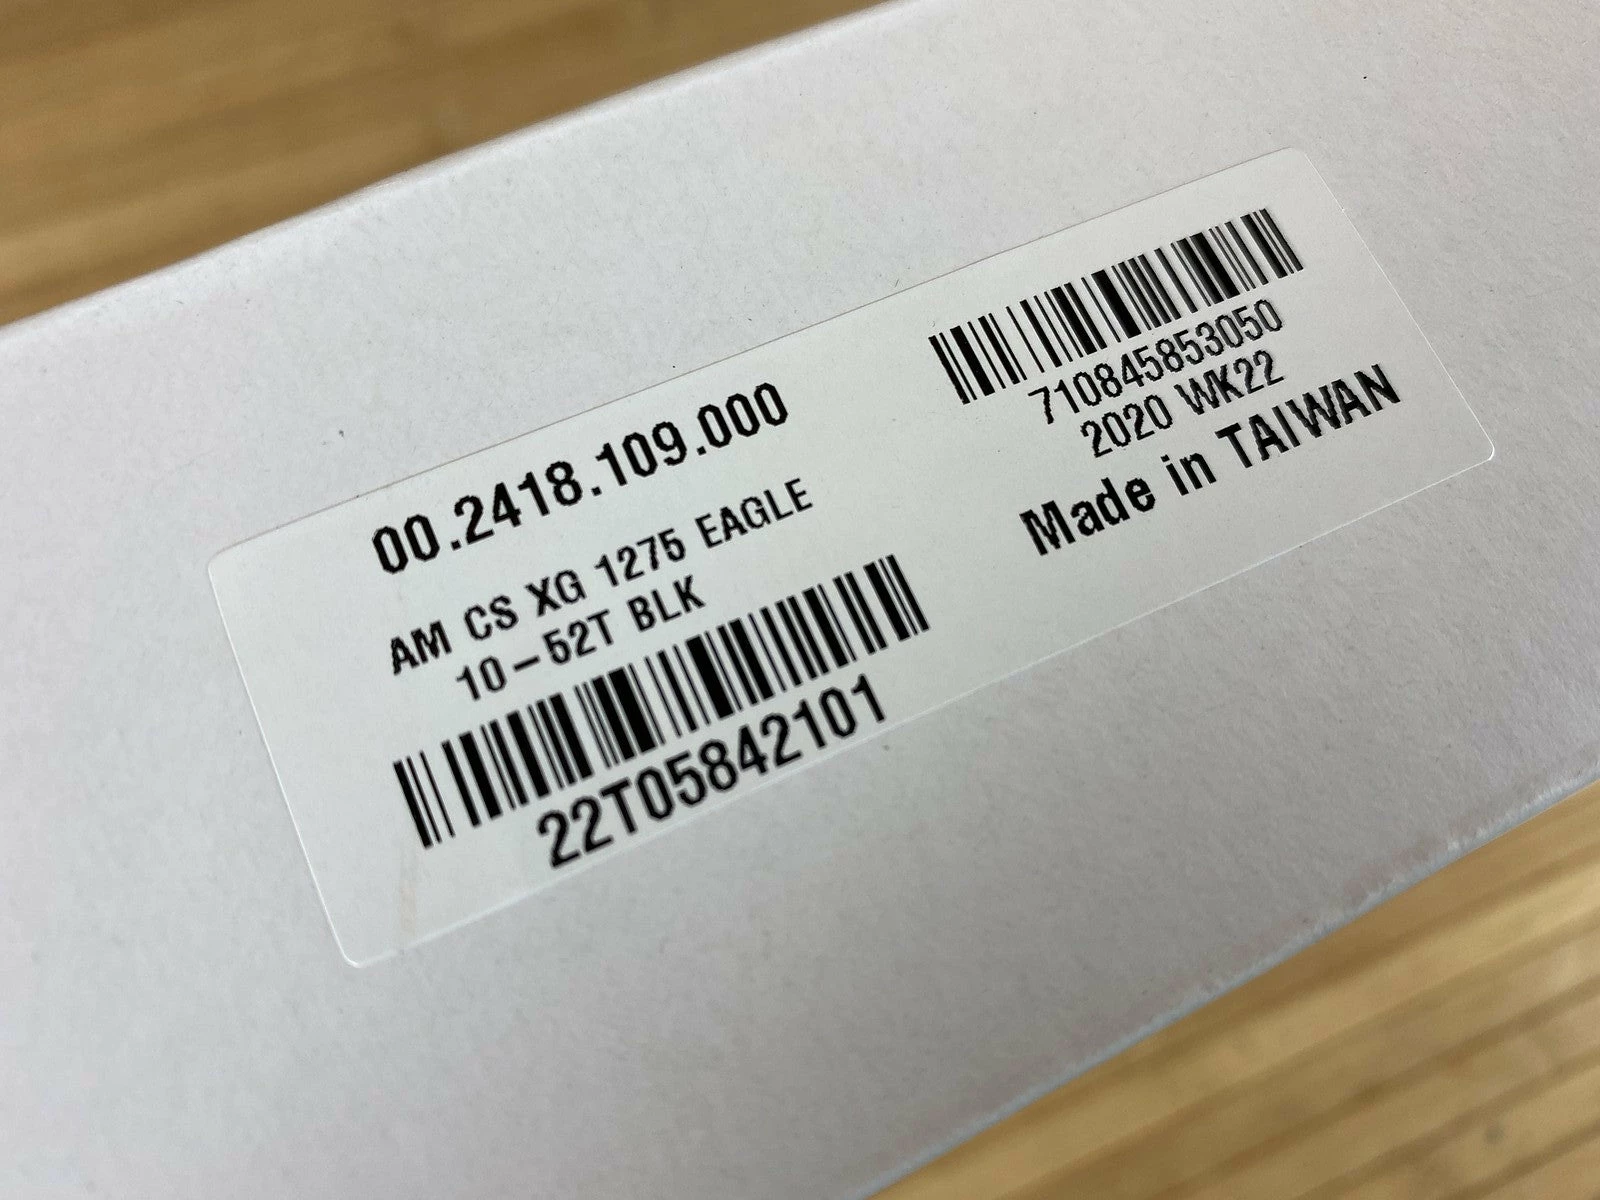 00.2418.109.000
AM CS XG 1275 EAGLE
10-52T BLK
22T05842101
710845853050
2020 WK22
Made in TAIWAN